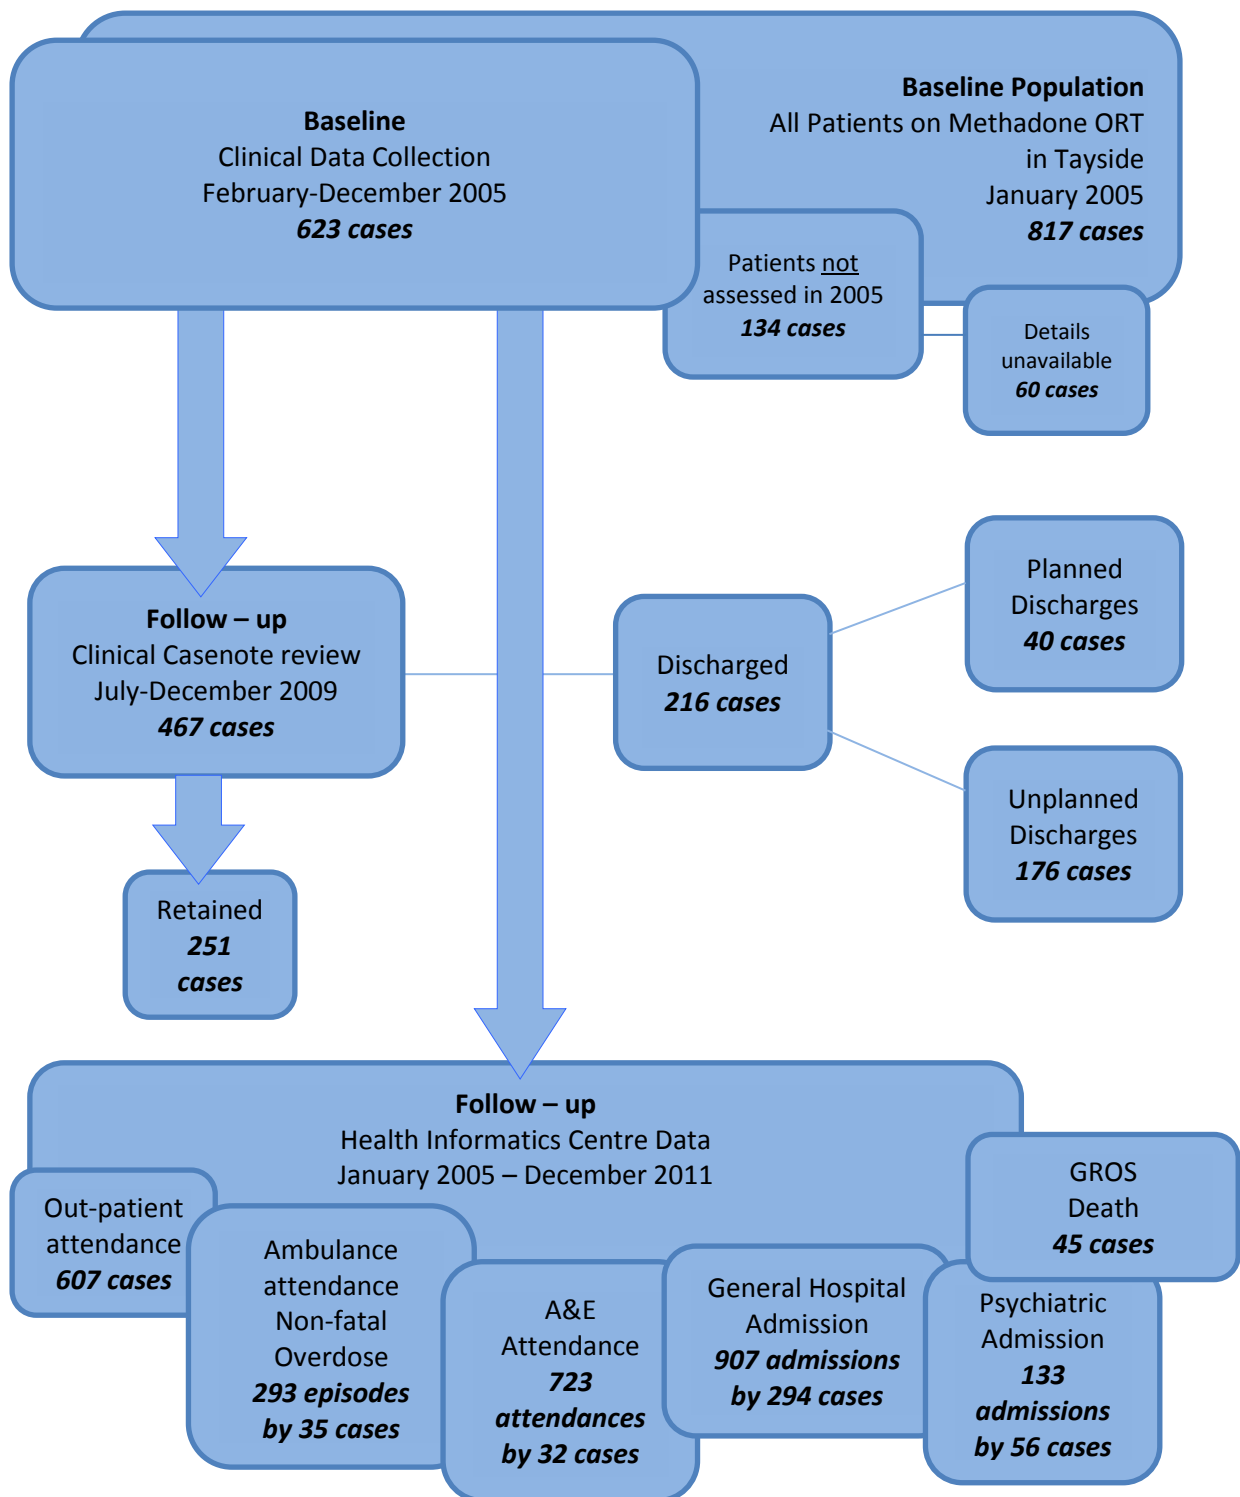 Baseline
Clinical Data Collection
February-December 2005
623 cases
Baseline Population
All Patients on Methadone ORT
in Tayside
January 2005
817 cases
Patients not
assessed in 2005
134 cases
Details
unavailable
60 cases
Follow – up
Clinical Casenote review
July-December 2009
467 cases
Discharged
216 cases
Planned
Discharges
40 cases
Unplanned
Discharges
176 cases
Retained
251
cases
Follow – up
Health Informatics Centre Data
January 2005 – December 2011
Out-patient
attendance
607 cases
Ambulance
attendance
Non-fatal
Overdose
293 episodes
by 35 cases
A&E
Attendance
723
attendances
by 32 cases
General Hospital
Admission
907 admissions
by 294 cases
GROS
Death
45 cases
Psychiatric
Admission
133
admissions
by 56 cases